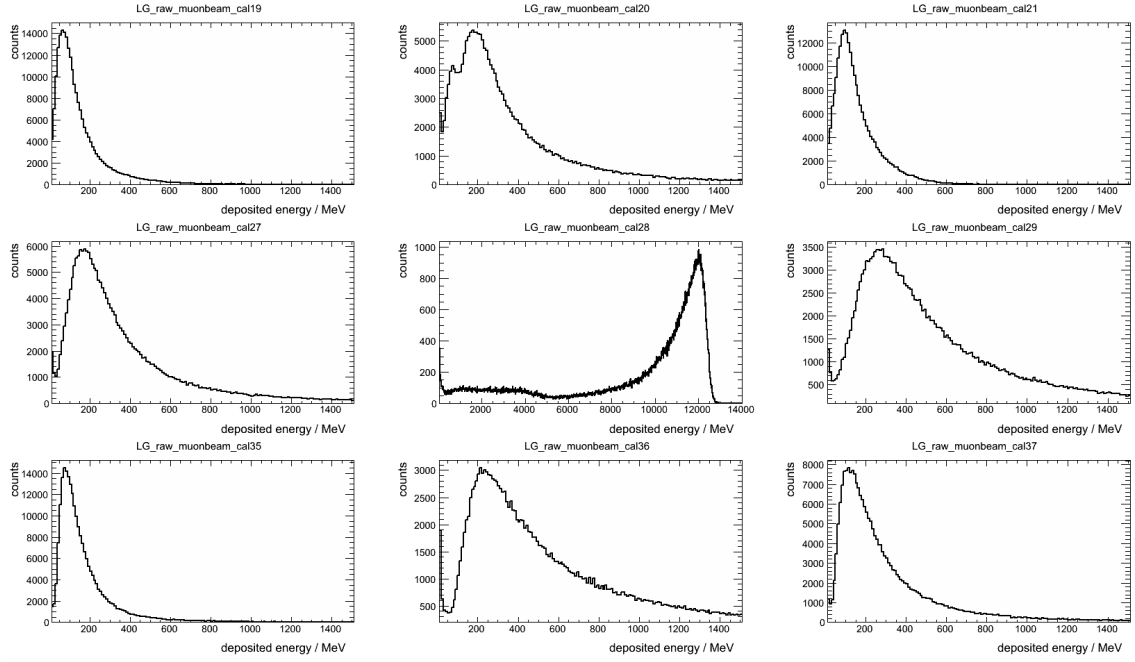 LG_raw_muonbeam_cal19
counts
14000
12000
10000
8000
6000
4000
2000
0
200 400 600 800 1000 1200 1400
deposited energy / MeV
LG_raw_muonbeam_cal20
counts
5000
4000
3000
2000
1000
0
200 400 600 800 1000 1200 1400
deposited energy / MeV
LG_raw_muonbeam_cal21
counts
12000
10000
8000
6000
4000
2000
0
200 400 600 800 1000 1200 1400
deposited energy / MeV
LG_raw_muonbeam_cal27
counts
6000
5000
4000
3000
2000
1000
0
200 400 600 800 1000 1200 1400
deposited energy / MeV
LG_raw_muonbeam_cal28
counts
1000
800
600
400
200
0
2000 4000 6000 8000 10000 12000 14000
deposited energy / MeV
LG_raw_muonbeam_cal29
counts
3500
3000
2500
2000
1500
1000
500
200 400 600 800 1000 1200 1400
deposited energy / MeV
LG_raw_muonbeam_cal35
counts
14000
12000
10000
8000
6000
4000
2000
0
200 400 600 800 1000 1200 1400
deposited energy / MeV
LG_raw_muonbeam_cal36
counts
3000
2500
2000
1500
1000
500
200 400 600 800 1000 1200 1400
deposited energy / MeV
LG_raw_muonbeam_cal37
counts
8000
7000
6000
5000
4000
3000
2000
1000
0
200 400 600 800 1000 1200 1400
deposited energy / MeV